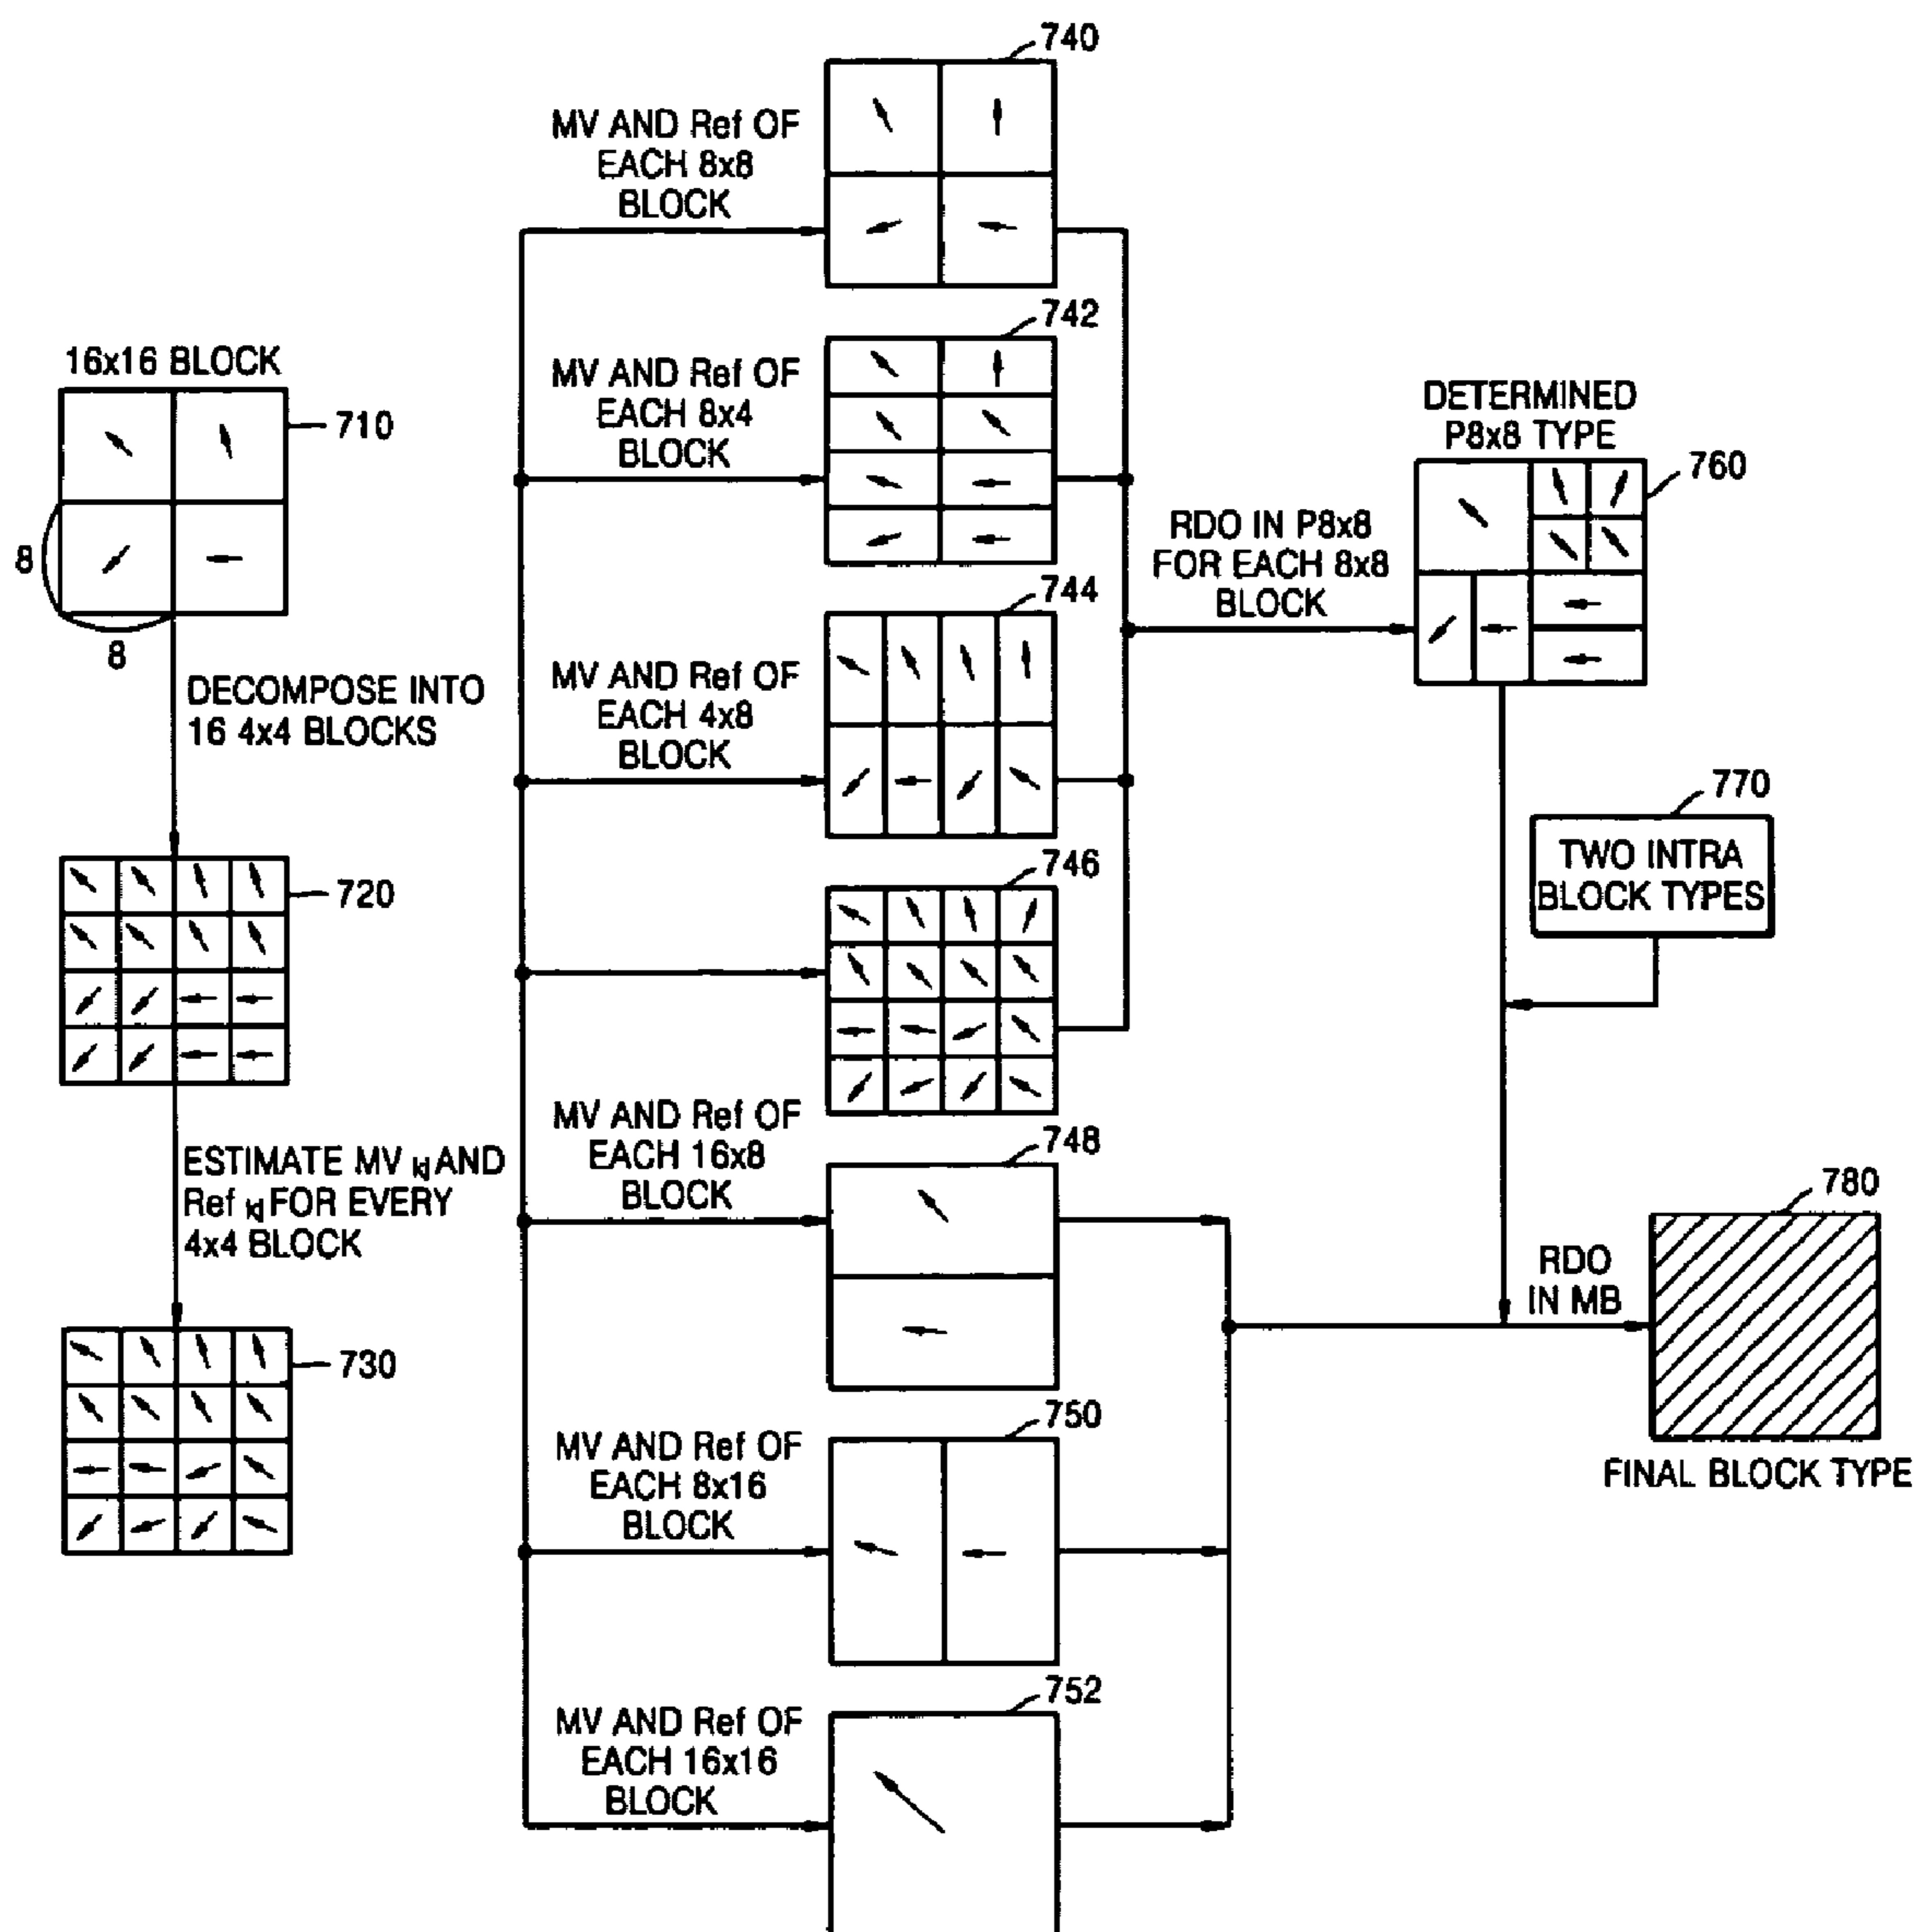 16x16 BLOCK
710
8
8
DECOMPOSE INTO
16 4x4 BLOCKS
720
ESTIMATE MV kj AND
Ref kj FOR EVERY
4x4 BLOCK
730
MV AND Ref OF
EACH 8x8
BLOCK
740
MV AND Ref OF
EACH 8x4
BLOCK
742
MV AND Ref OF
EACH 4x8
BLOCK
744
746
MV AND Ref OF
EACH 16x8
BLOCK
748
MV AND Ref OF
EACH 8x16
BLOCK
750
MV AND Ref OF
EACH 16x16
BLOCK
752
RDO IN P8x8
FOR EACH 8x8
BLOCK
DETERMINED
P8x8 TYPE
760
770
TWO INTRA
BLOCK TYPES
RDO
IN MB
780
FINAL BLOCK TYPE